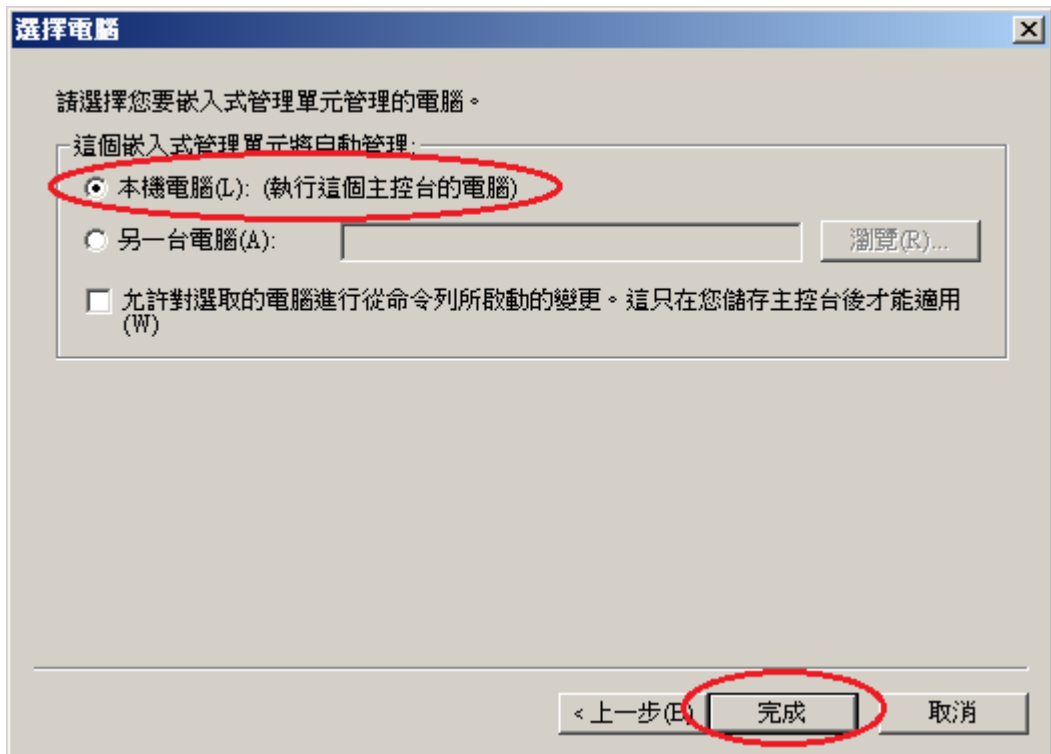 選擇電腦
請選擇您要嵌入式管理單元管理的電腦。
這個嵌入式管理單元將自動管理:
本機電腦(L): (執行這個主控台的電腦)
另一台電腦(A):
瀏覽(R)...
允許對選取的電腦進行從命令列所啟動的變更。這只在您儲存主控台後才能適用
(W)
<上一步(B)
完成
取消